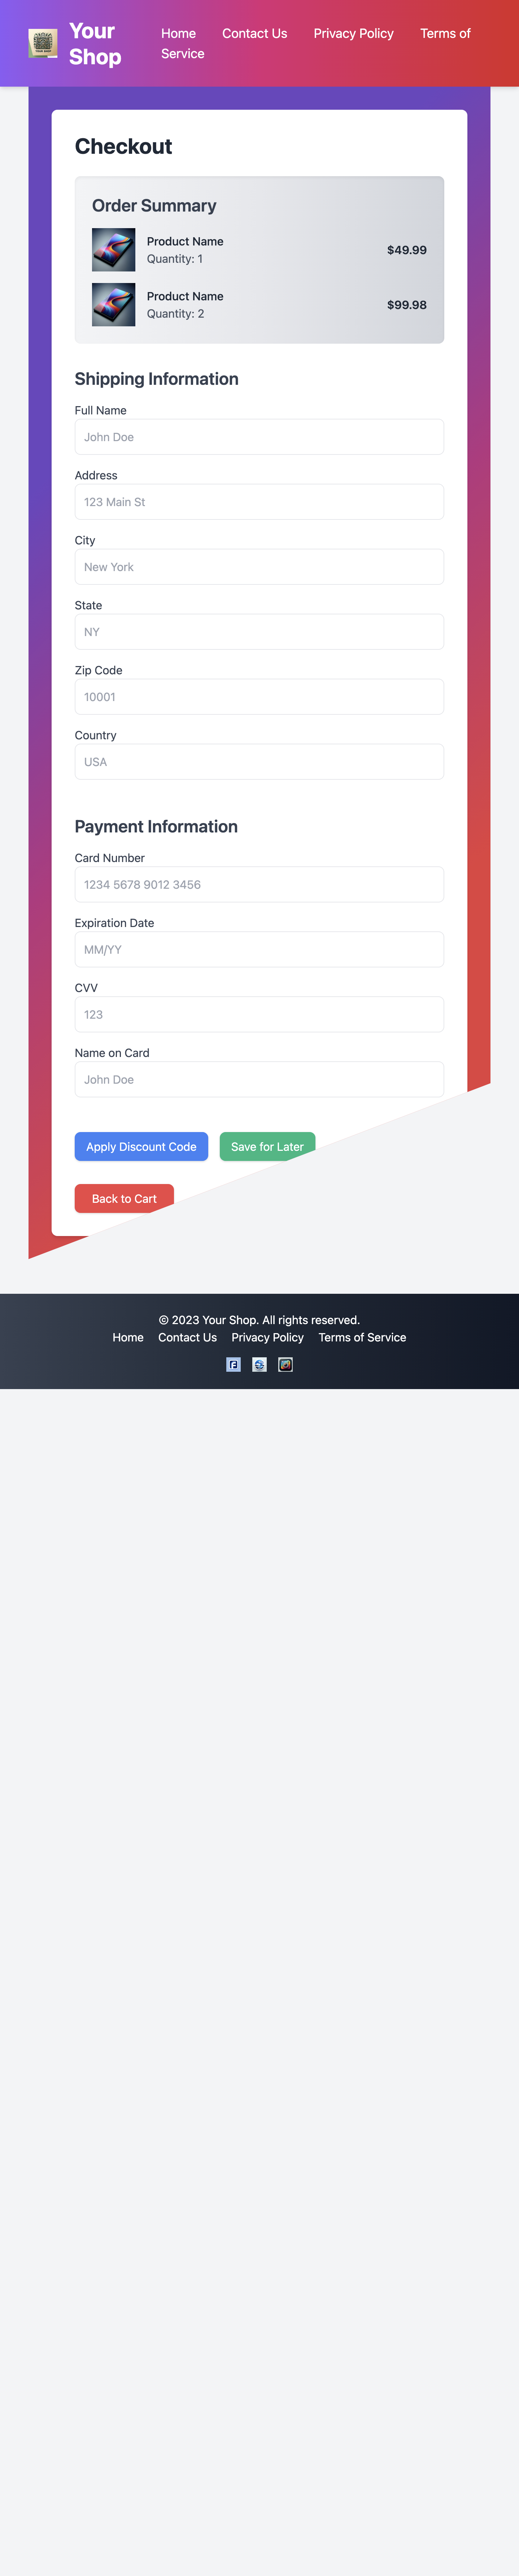 Your
Shop
Home Contact Us Privacy Policy Terms of
Service
Checkout
Order Summary
Product Name
Quantity: 1
$49.99
Product Name
Quantity: 2
$99.98
Shipping Information
Full Name
John Doe
Address
123 Main St
City
New York
State
NY
Zip Code
10001
Country
USA
Payment Information
Card Number
1234 5678 9012 3456
Expiration Date
MM/YY
CVV
123
Name on Card
John Doe
Apply Discount Code Save for Later
Back to Cart
© 2023 Your Shop. All rights reserved.
Home Contact Us Privacy Policy Terms of Service